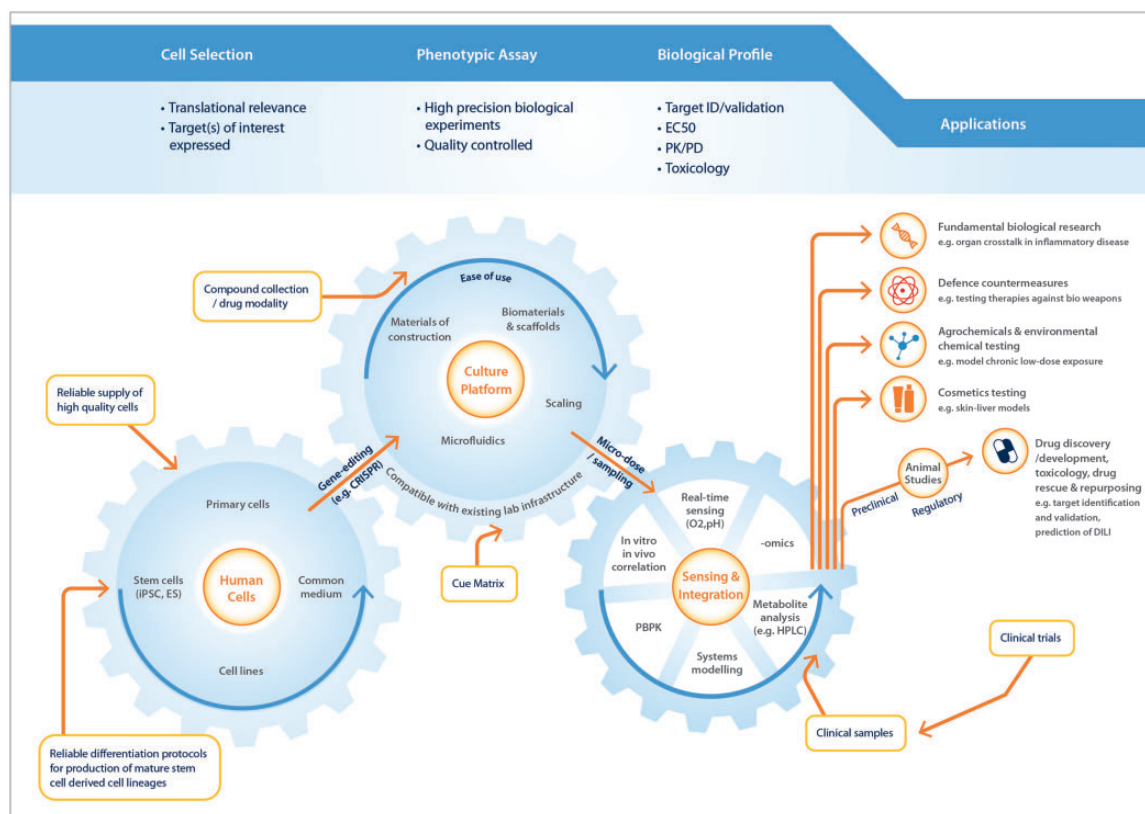 Cell Selection
Phenotypic Assay
Biological Profile
• Translational relevance
• Target(s) of interest
expressed
• High precision biological
experiments
• Quality controlled
• Target ID/validation
• EC50
• PK/PD
• Toxicology
Applications
Compound collection
/ drug modality
Reliable supply of
high quality cells
Ease of use
Materials of
construction
Biomaterials
& scaffolds
Culture
Platform
Scaling
Microfluidics
Compatible with existing lab infrastructure
Gene-editing
(e.g. CRISPR)
Micro-dose
/ sampling
Cue Matrix
Primary cells
Stem cells
(iPSC, ES)
Human
Cells
Common
medium
Cell lines
Reliable differentiation protocols
for production of mature stem
cell derived cell lineages
Real-time
sensing
(O2,pH)
-omics
In vitro
in vivo
correlation
Sensing &
Integration
PBPK
Metabolite
analysis
(e.g. HPLC)
Systems
modelling
Fundamental biological research
e.g. organ crosstalk in inflammatory disease
Defence countermeasures
e.g. testing therapies against bio weapons
Agrochemicals & environmental
chemical testing
e.g. model chronic low-dose exposure
Cosmetics testing
e.g. skin-liver models
Animal
Studies
Preclinical
Regulatory
Drug discovery
/development,
toxicology, drug
rescue & repurposing
e.g. target identification
and validation,
prediction of DILI
Clinical trials
Clinical samples